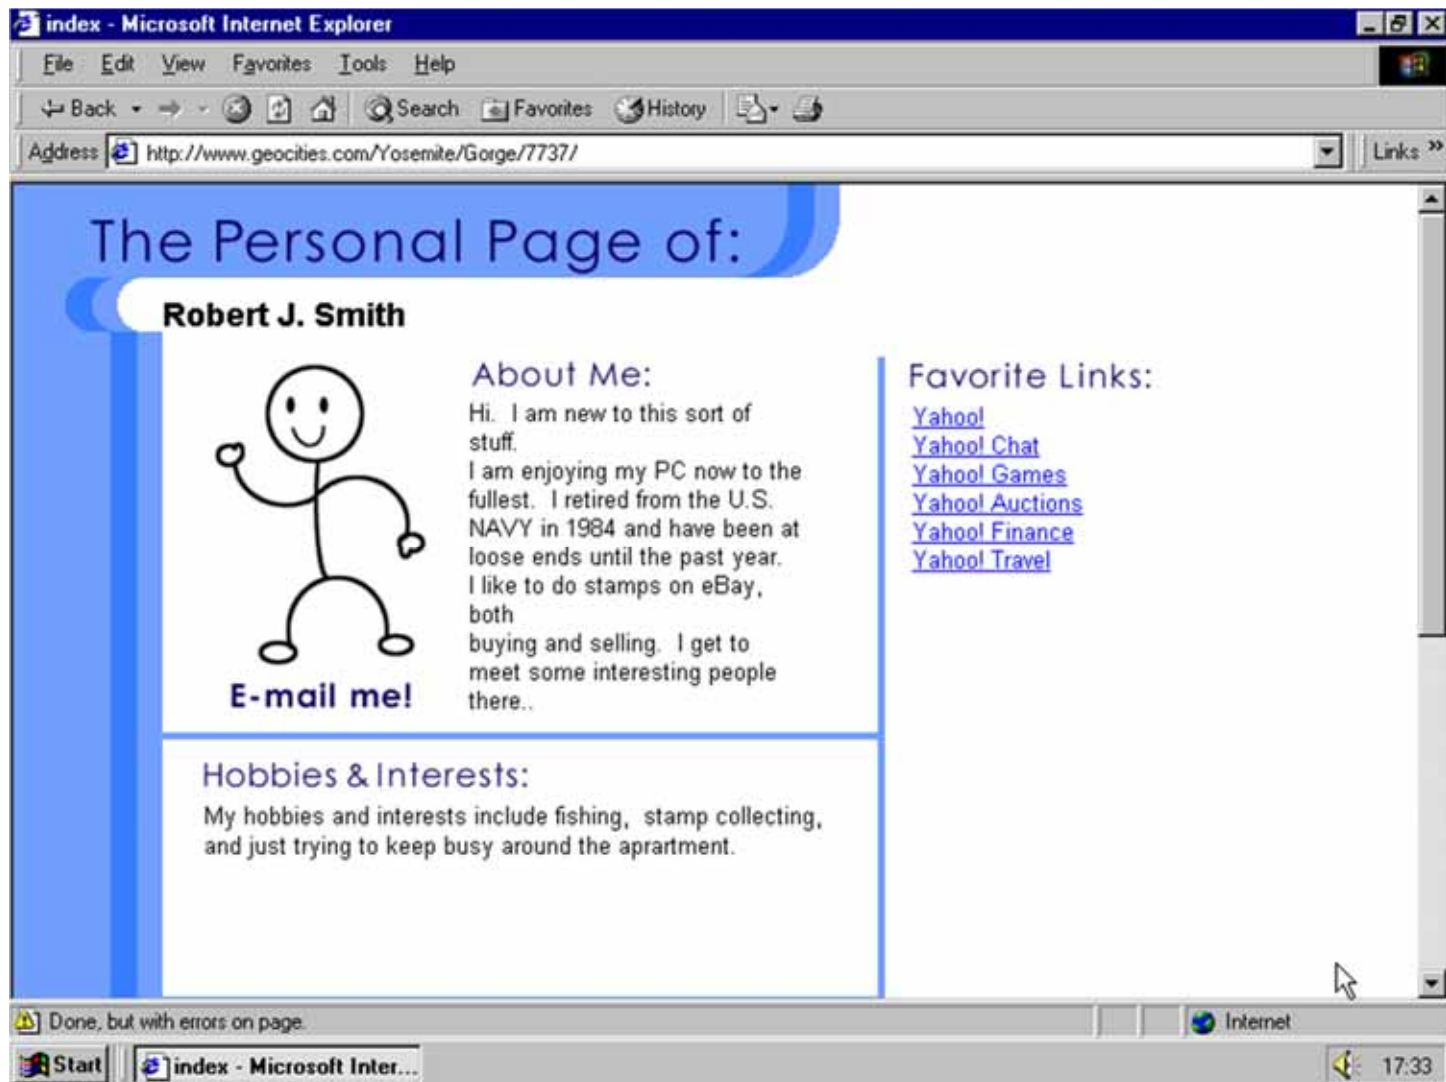 index - Microsoft Internet Explorer
File Edit View Favorites Tools Help
Back Search Favorites History
Address http://www.geocities.com/Yosemite/Gorge/7737/ Links »
The Personal Page of:
Robert J. Smith
About Me:
Hi.  I am new to this sort of
stuff.
I am enjoying my PC now to the
fullest.  I retired from the U.S.
NAVY in 1984 and have been at
loose ends until the past year.
I like to do stamps on eBay,
both
buying and selling.  I get to
meet some interesting people
there..
E-mail me!
Favorite Links:
Yahoo!
Yahoo! Chat
Yahoo! Games
Yahoo! Auctions
Yahoo! Finance
Yahoo! Travel
Hobbies & Interests:
My hobbies and interests include fishing,  stamp collecting,
and just trying to keep busy around the aprartment.
Done, but with errors on page. Internet
Start index - Microsoft Inter... 17:33